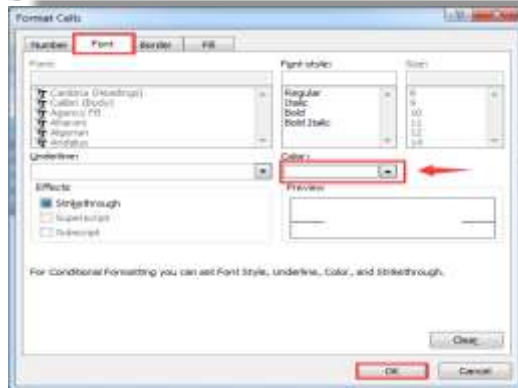 Format Cells
Number Font Border Fill
Font: Font style: Size:
Cambria (Headings) Regular 8
Calibri (Body) Italic 9
Agency FB Bold 10
Aharoni Bold Italic 11
Algerian 12
Andalus 14
Underline: Color:
Effects Preview
Strikethrough
Superscript
Subscript
For Conditional Formatting you can set Font Style, Underline, Color, and Strikethrough.
Clear
OK Cancel